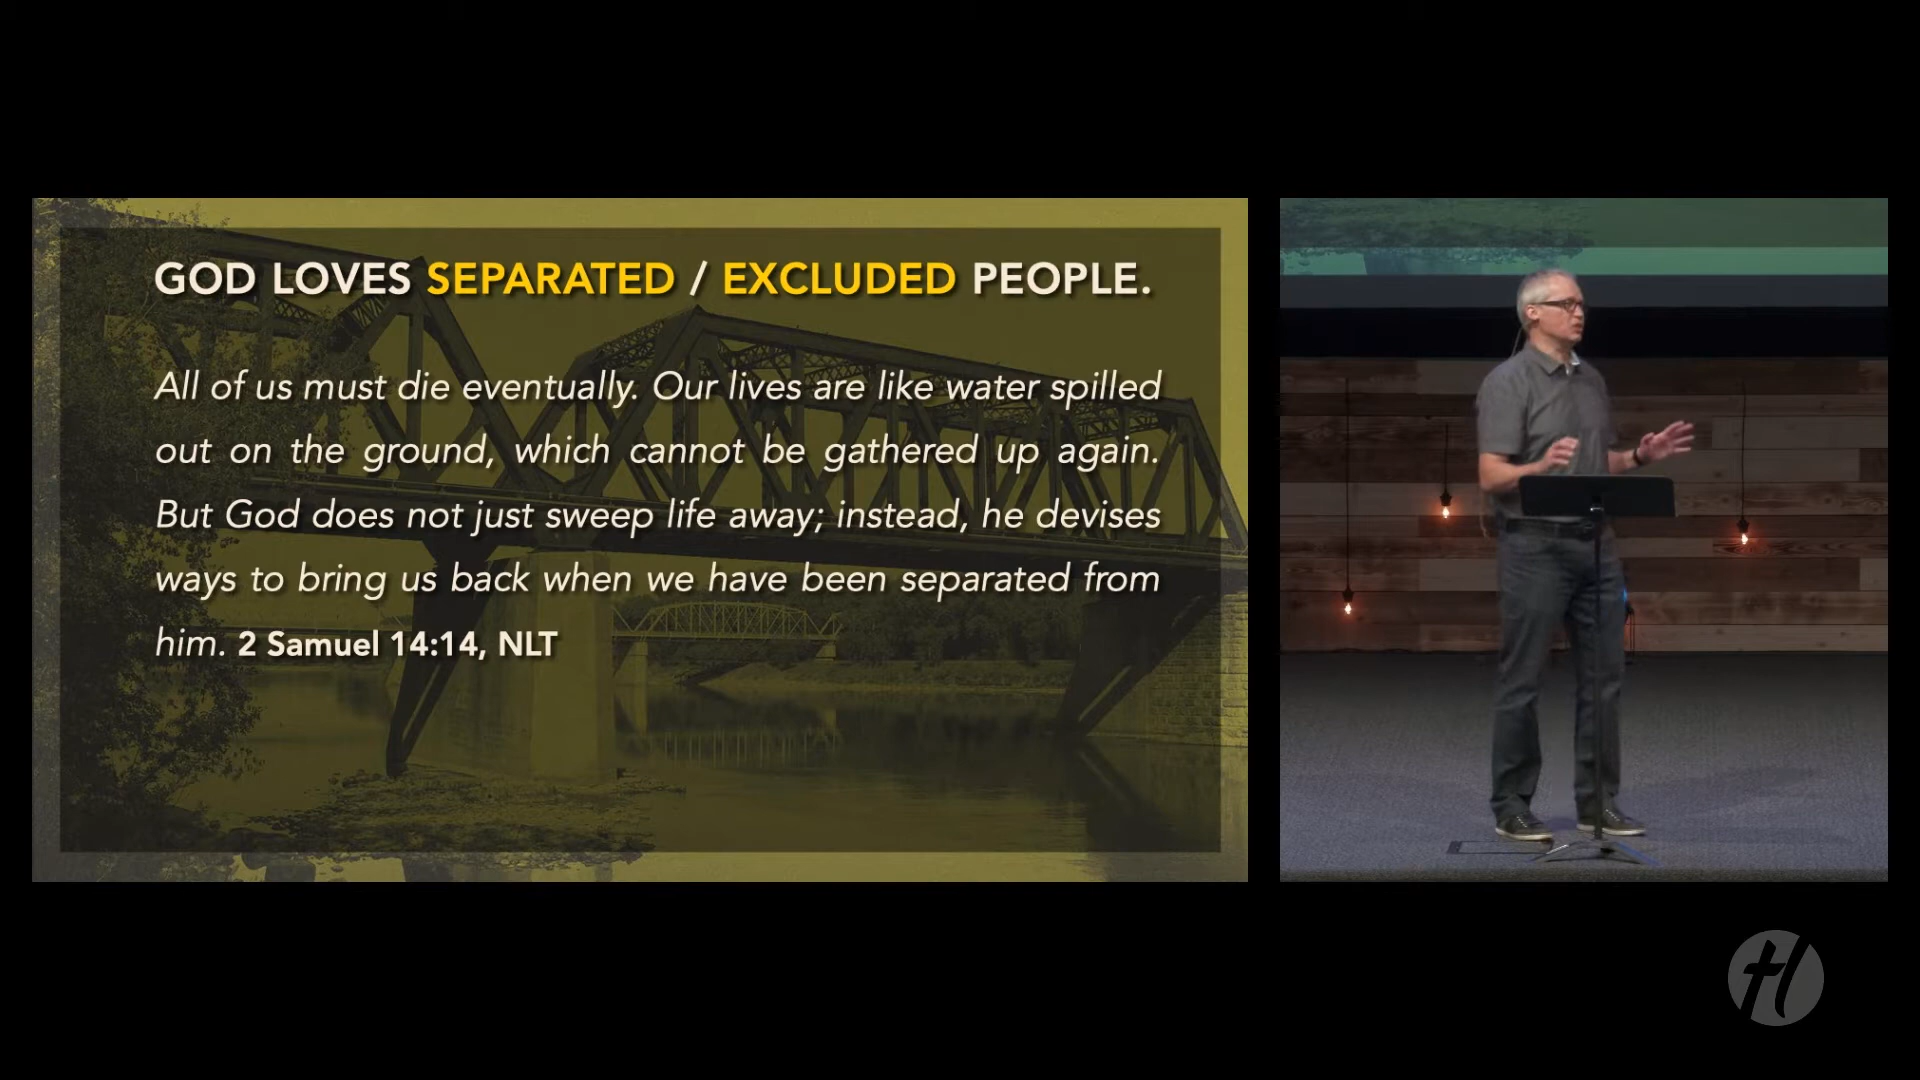 GOD LOVES SEPARATED / EXCLUDED PEOPLE.
All of us must die eventually. Our lives are like water spilled
out on the ground, which cannot be gathered up again.
But God does not just sweep life away; instead, he devises
ways to bring us back when we have been separated from
him. 2 Samuel 14:14, NLT